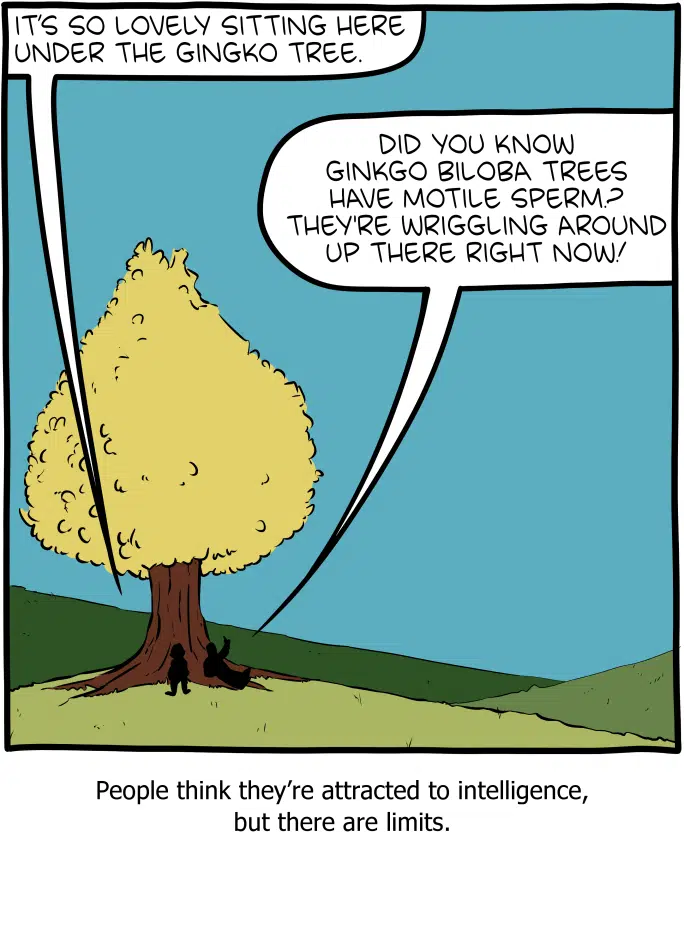 IT'S SO LOVELY SITTING HERE
UNDER THE GINGKO TREE.
DID YOU KNOW
GINKGO BILOBA TREES
HAVE MOTILE SPERM?
THEY'RE WRIGGLING AROUND
UP THERE RIGHT NOW!
People think they're attracted to intelligence,
but there are limits.